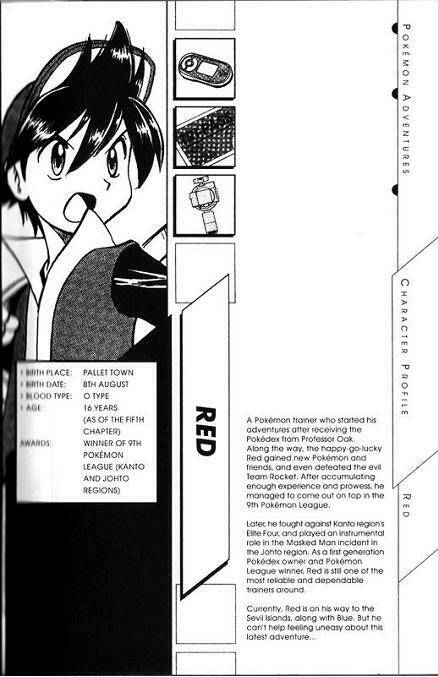 POKÉMON ADVENTURES
CHARACTER PROFILE
RED
BIRTH PLACE: PALLET TOWN
BIRTH DATE: 8TH AUGUST
BLOOD TYPE: O TYPE
AGE: 16 YEARS
(AS OF THE FIFTH
CHAPTER)
AWARDS: WINNER OF 9TH
POKÉMON
LEAGUE (KANTO
AND JOHTO
REGIONS)
RED
A Pokémon trainer who started his
adventures after receiving the
Pokédex from Professor Oak.
Along the way, the happy-go-lucky
Red gained new Pokémon and
friends, and even defeated the evil
Team Rocket. After accumulating
enough experience and prowess, he
managed to come out on top in the
9th Pokémon League.
Later, he fought against Kanto region's
Elite Four, and played an instrumental
role in the Masked Man incident in
the Johto region. As a first generation
Pokédex owner and Pokémon
League winner, Red is still one of the
most reliable and dependable
trainers around.
Currently, Red is on his way to the
Sevii Islands, along with Blue. But he
can't help feeling uneasy about this
latest adventure...